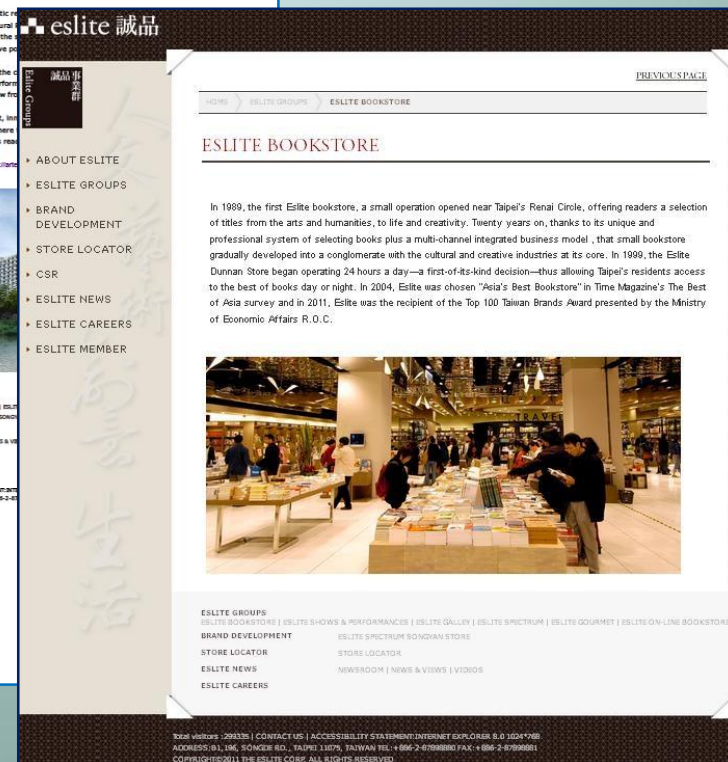 eslite 誠品
誠品
事業群
Eslite Groups
ABOUT ESLITE
ESLITE GROUPS
BRAND
DEVELOPMENT
STORE LOCATOR
CSR
ESLITE NEWS
ESLITE CAREERS
ESLITE MEMBER
PREVIOUS PAGE
HOME ESLITE GROUPS ESLITE BOOKSTORE
ESLITE BOOKSTORE
In 1989, the first Eslite bookstore, a small operation opened near Taipei's Renai Circle, offering readers a selection
of titles from the arts and humanities, to life and creativity. Twenty years on, thanks to its unique and
professional system of selecting books plus a multi-channel integrated business model , that small bookstore
gradually developed into a conglomerate with the cultural and creative industries at its core. In 1999, the Eslite
Dunnan Store began operating 24 hours a day—a first-of-its-kind decision—thus allowing Taipei's residents access
to the best of books day or night. In 2004, Eslite was chosen "Asia's Best Bookstore" in Time Magazine's The Best
of Asia survey and in 2011, Eslite was the recipient of the Top 100 Taiwan Brands Award presented by the Ministry
of Economic Affairs R.O.C.
TRAVEL
ESLITE GROUPS
ESLITE BOOKSTORE | ESLITE SHOWS & PERFORMANCES | ESLITE GALLEY | ESLITE SPECTRUM | ESLITE GOURMET | ESLITE ON-LINE BOOKSTORE
BRAND DEVELOPMENT ESLITE SPECTRUM SONGYAN STORE
STORE LOCATOR STORE LOCATOR
ESLITE NEWS NEWSROOM | NEWS & VIEWS | VIDEOS
ESLITE CAREERS
Total visitors : 299335 | CONTACT US | ACCESSIBILITY STATEMENT:INTERNET EXPLORER 8.0 1024*768
ADDRESS:B1, 196, SONGDE RD., TAIPEI 11075, TAIWAN TEL:+886-2-87898880 FAX:+886-2-87898881
COPYRIGHT©2011 THE ESLITE CORP. ALL RIGHTS RESERVED